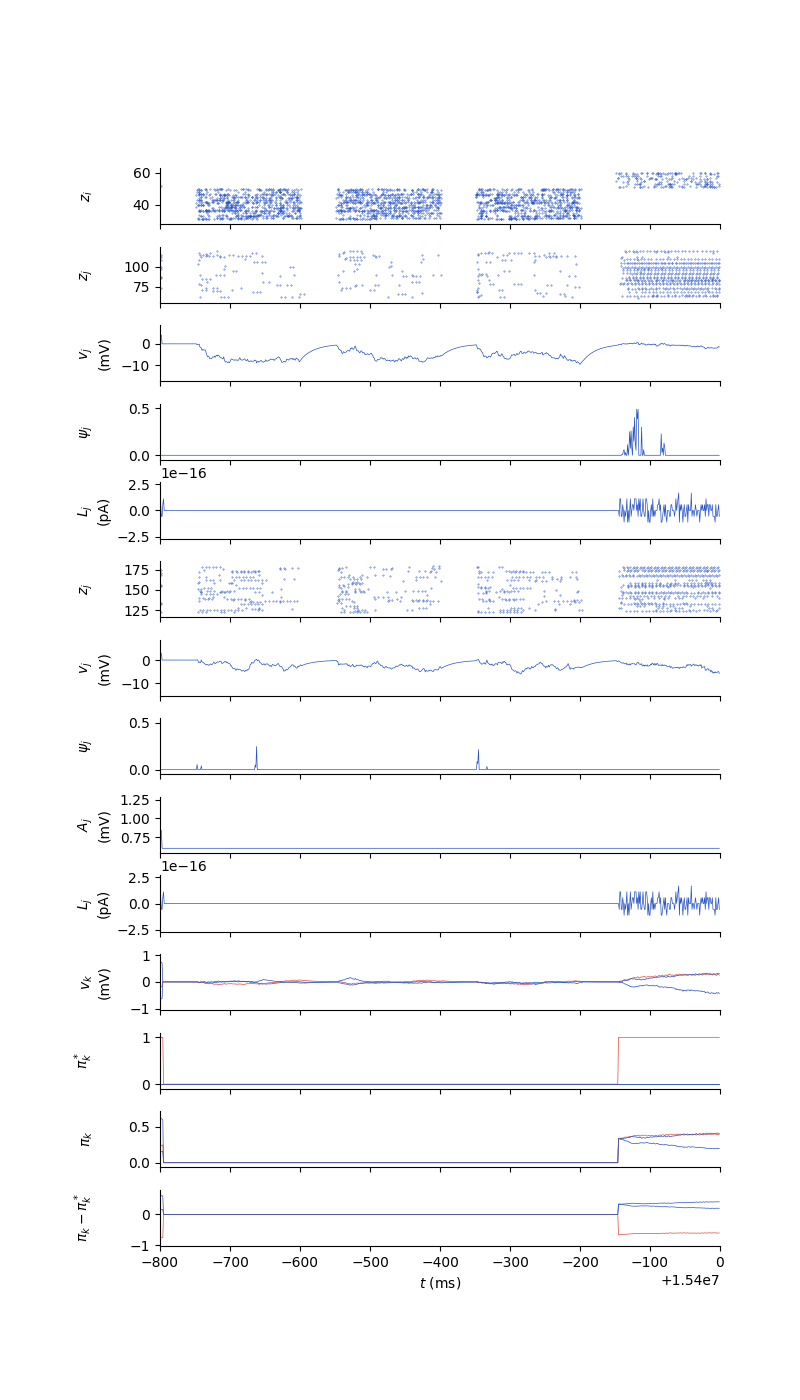 60
40
z_i
100
75
z_j
0
−10
v_j
(mV)
0.5
0.0
ψ_j
1e−16
2.5
0.0
−2.5
L_j
(pA)
175
150
125
z_j
0
−10
v_j
(mV)
0.5
0.0
ψ_j
1.25
1.00
0.75
A_j
(mV)
1e−16
2.5
0.0
−2.5
L_j
(pA)
1
0
−1
v_k
(mV)
1
0
π_k^*
0.5
0.0
π_k
0
−1
π_k − π_k^*
−800 −700 −600 −500 −400 −300 −200 −100 0
t (ms)
+1.54e7